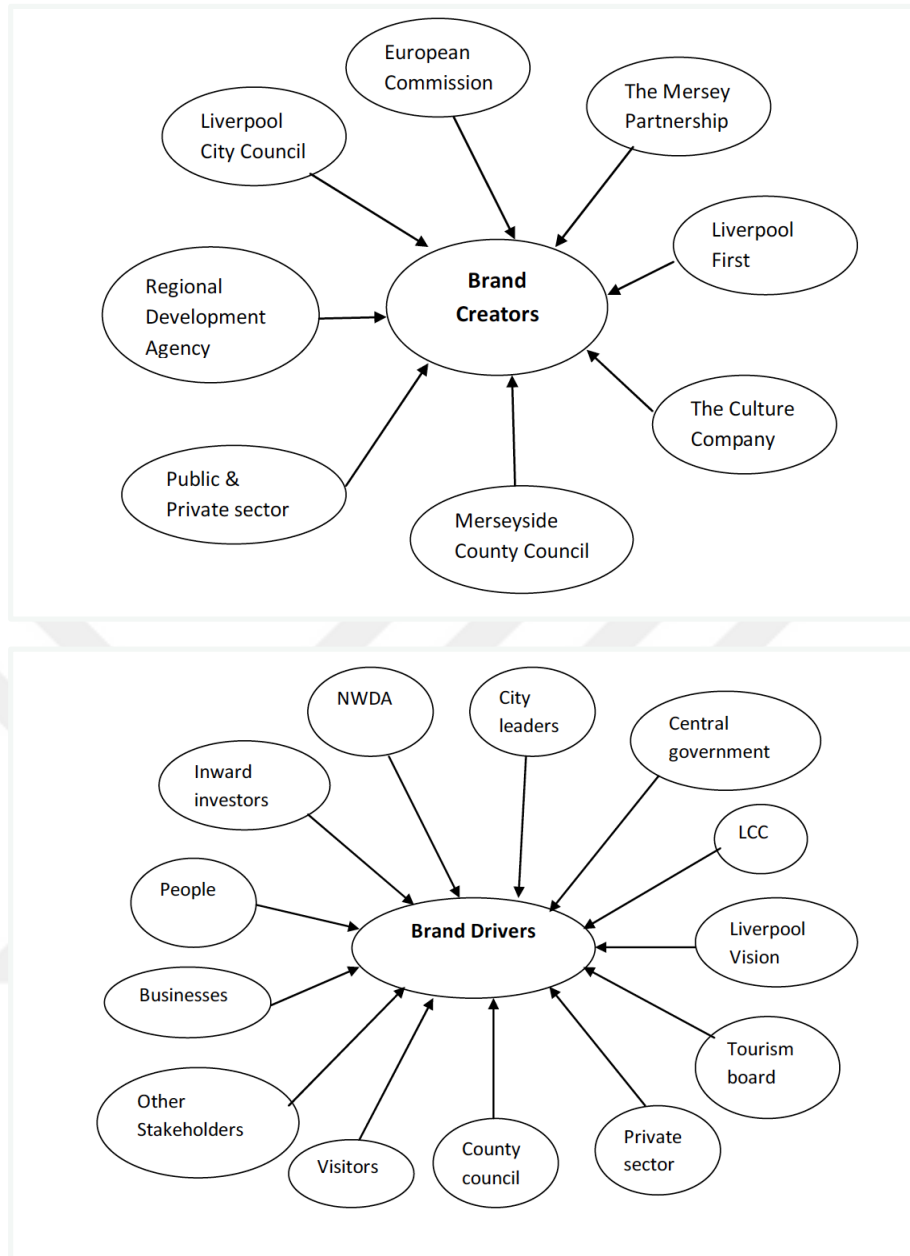 European
Commission
The Mersey
Partnership
Liverpool
City Council
Liverpool
First
Brand
Creators
Regional
Development
Agency
The Culture
Company
Public &
Private sector
Merseyside
County Council
NWDA
City
leaders
Central
government
Inward
investors
LCC
People
Brand Drivers
Liverpool
Vision
Businesses
Tourism
board
Other
Stakeholders
Private
sector
County
council
Visitors